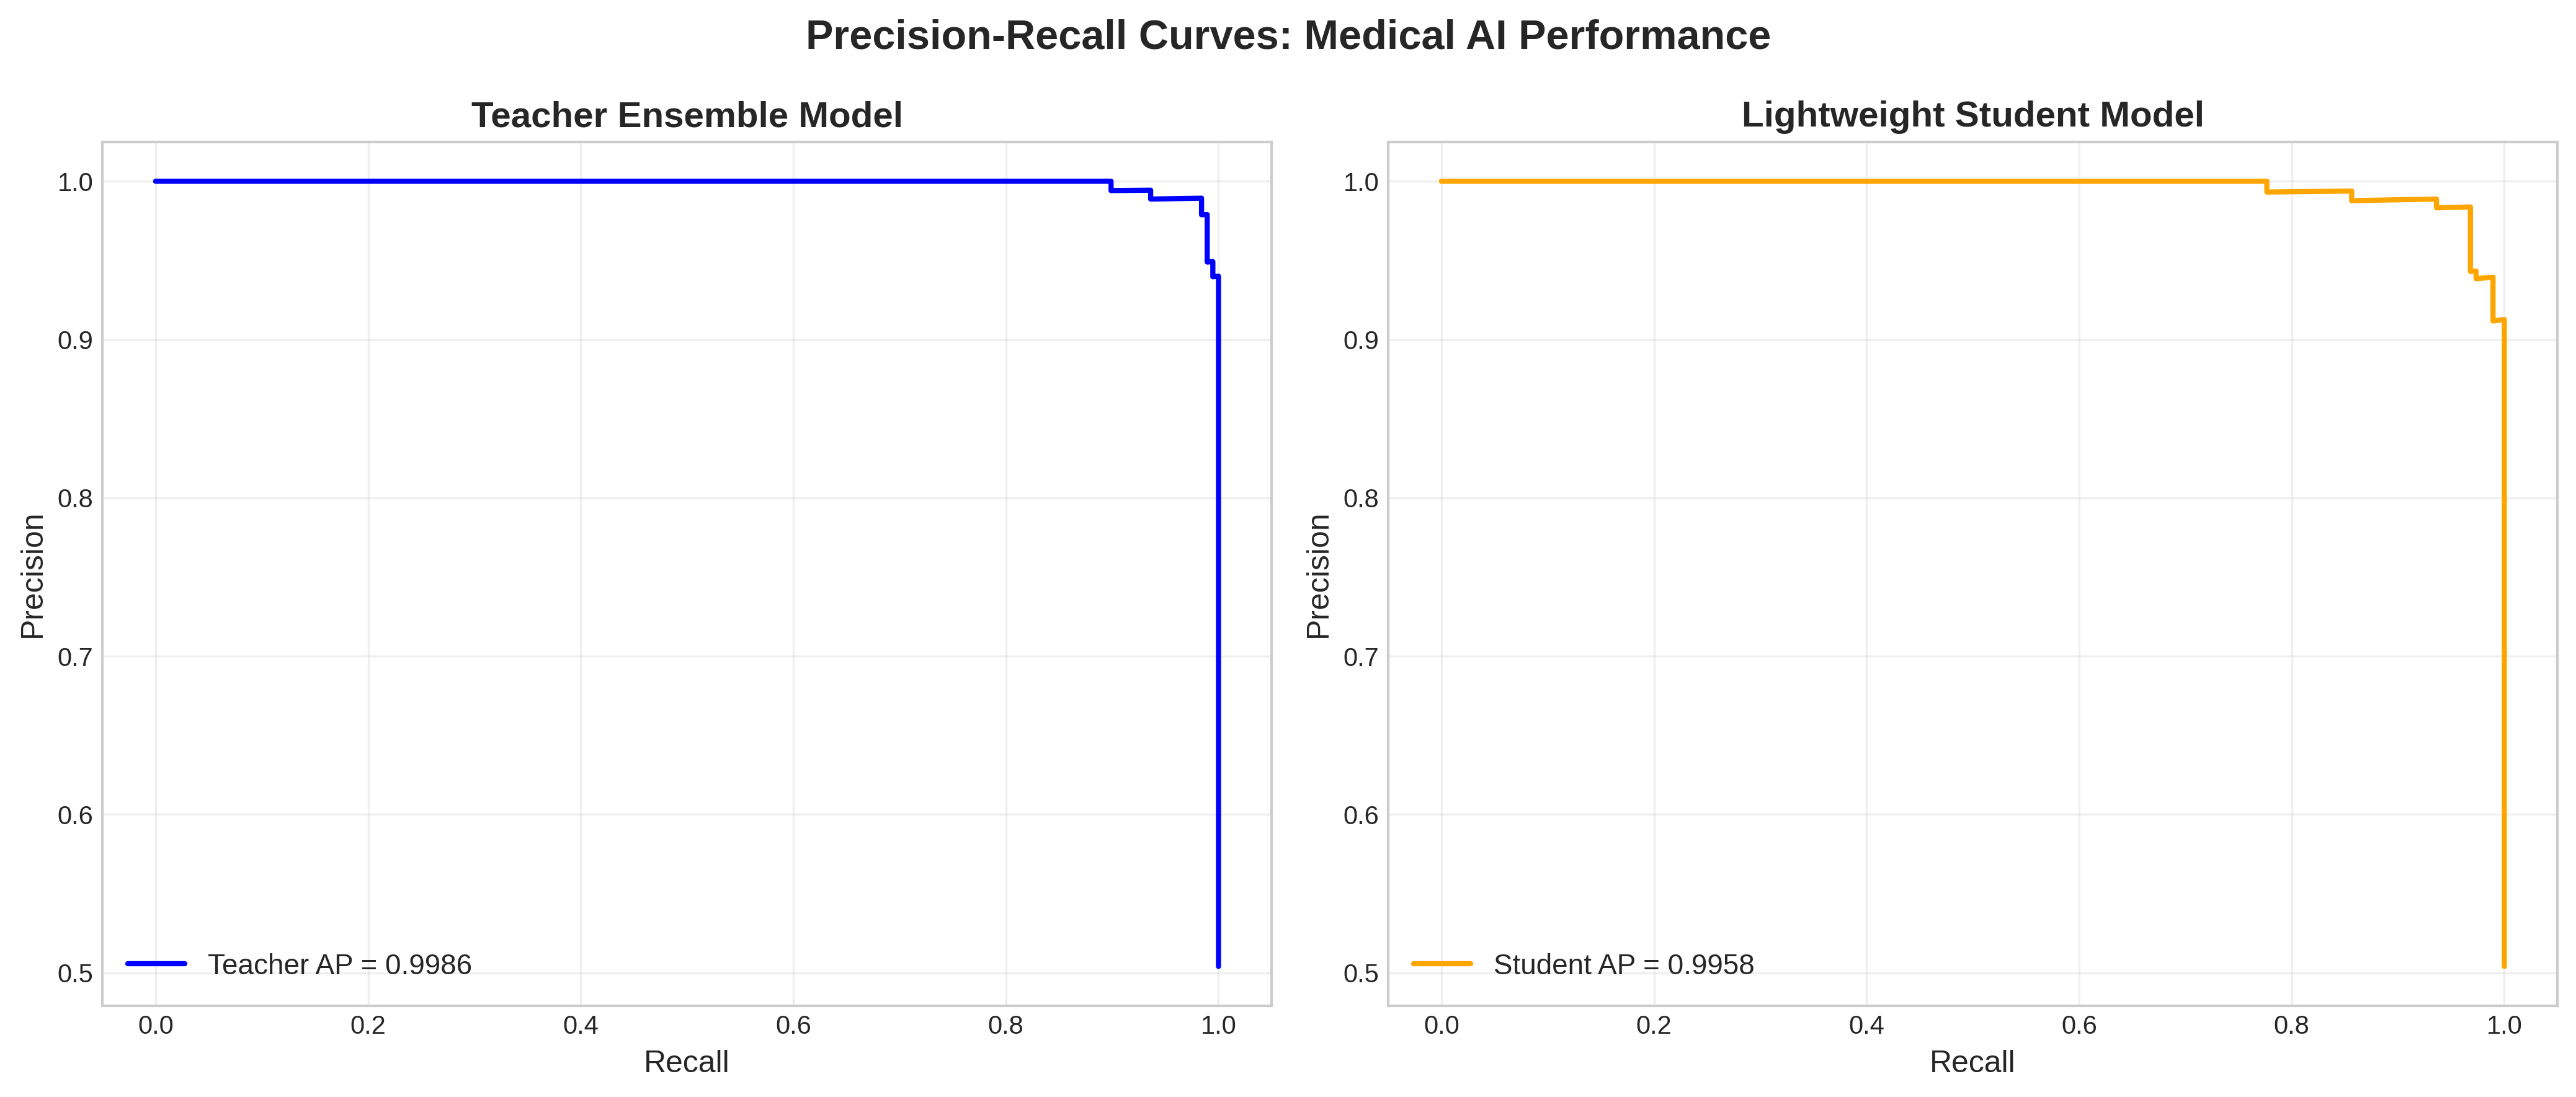 Precision-Recall Curves: Medical AI Performance
Teacher Ensemble Model
1.0
0.9
0.8
0.7
0.6
0.5
Precision
Teacher AP = 0.9986
0.0 0.2 0.4 0.6 0.8 1.0
Recall
Lightweight Student Model
1.0
0.9
0.8
0.7
0.6
0.5
Precision
Student AP = 0.9958
0.0 0.2 0.4 0.6 0.8 1.0
Recall